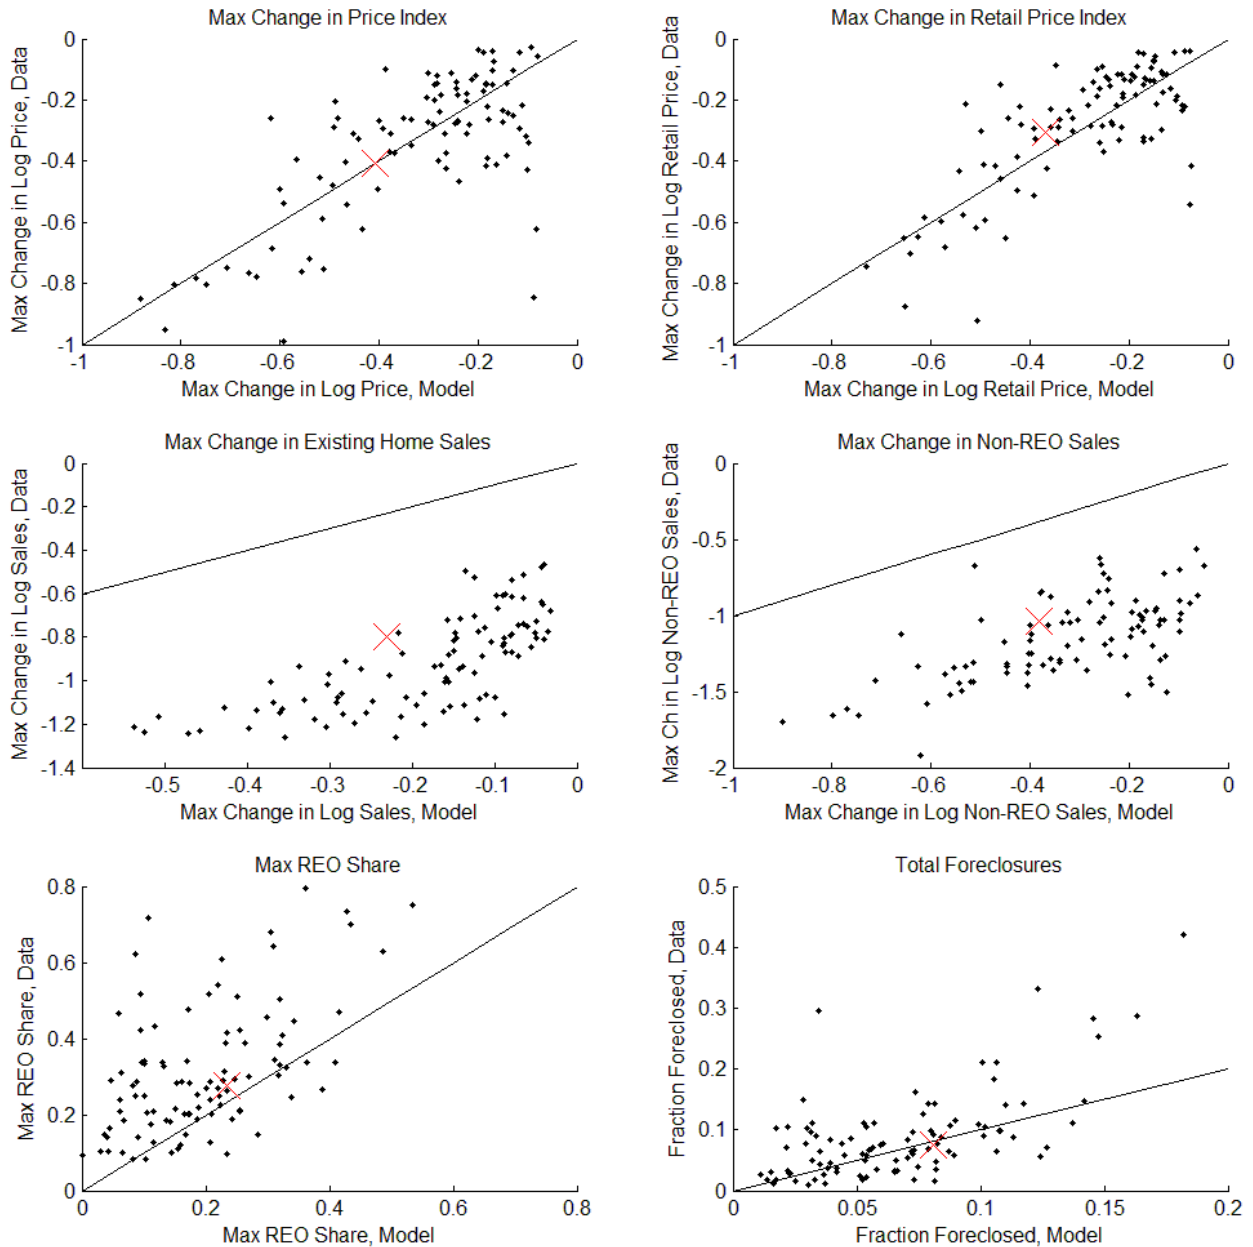 Max Change in Price Index
Max Change in Log Price, Data
0
-0.2
-0.4
-0.6
-0.8
-1
-1 -0.8 -0.6 -0.4 -0.2 0
Max Change in Log Price, Model
Max Change in Retail Price Index
Max Change in Log Retail Price, Data
0
-0.2
-0.4
-0.6
-0.8
-1
-1 -0.8 -0.6 -0.4 -0.2 0
Max Change in Log Retail Price, Model
Max Change in Existing Home Sales
Max Change in Log Sales, Data
0
-0.2
-0.4
-0.6
-0.8
-1
-1.2
-1.4
-0.5 -0.4 -0.3 -0.2 -0.1 0
Max Change in Log Sales, Model
Max Change in Non-REO Sales
Max Ch in Log Non-REO Sales, Data
0
-0.5
-1
-1.5
-2
-1 -0.8 -0.6 -0.4 -0.2 0
Max Change in Log Non-REO Sales, Model
Max REO Share
Max REO Share, Data
0.8
0.6
0.4
0.2
0
0 0.2 0.4 0.6 0.8
Max REO Share, Model
Total Foreclosures
Fraction Foreclosed, Data
0.5
0.4
0.3
0.2
0.1
0
0 0.05 0.1 0.15 0.2
Fraction Foreclosed, Model